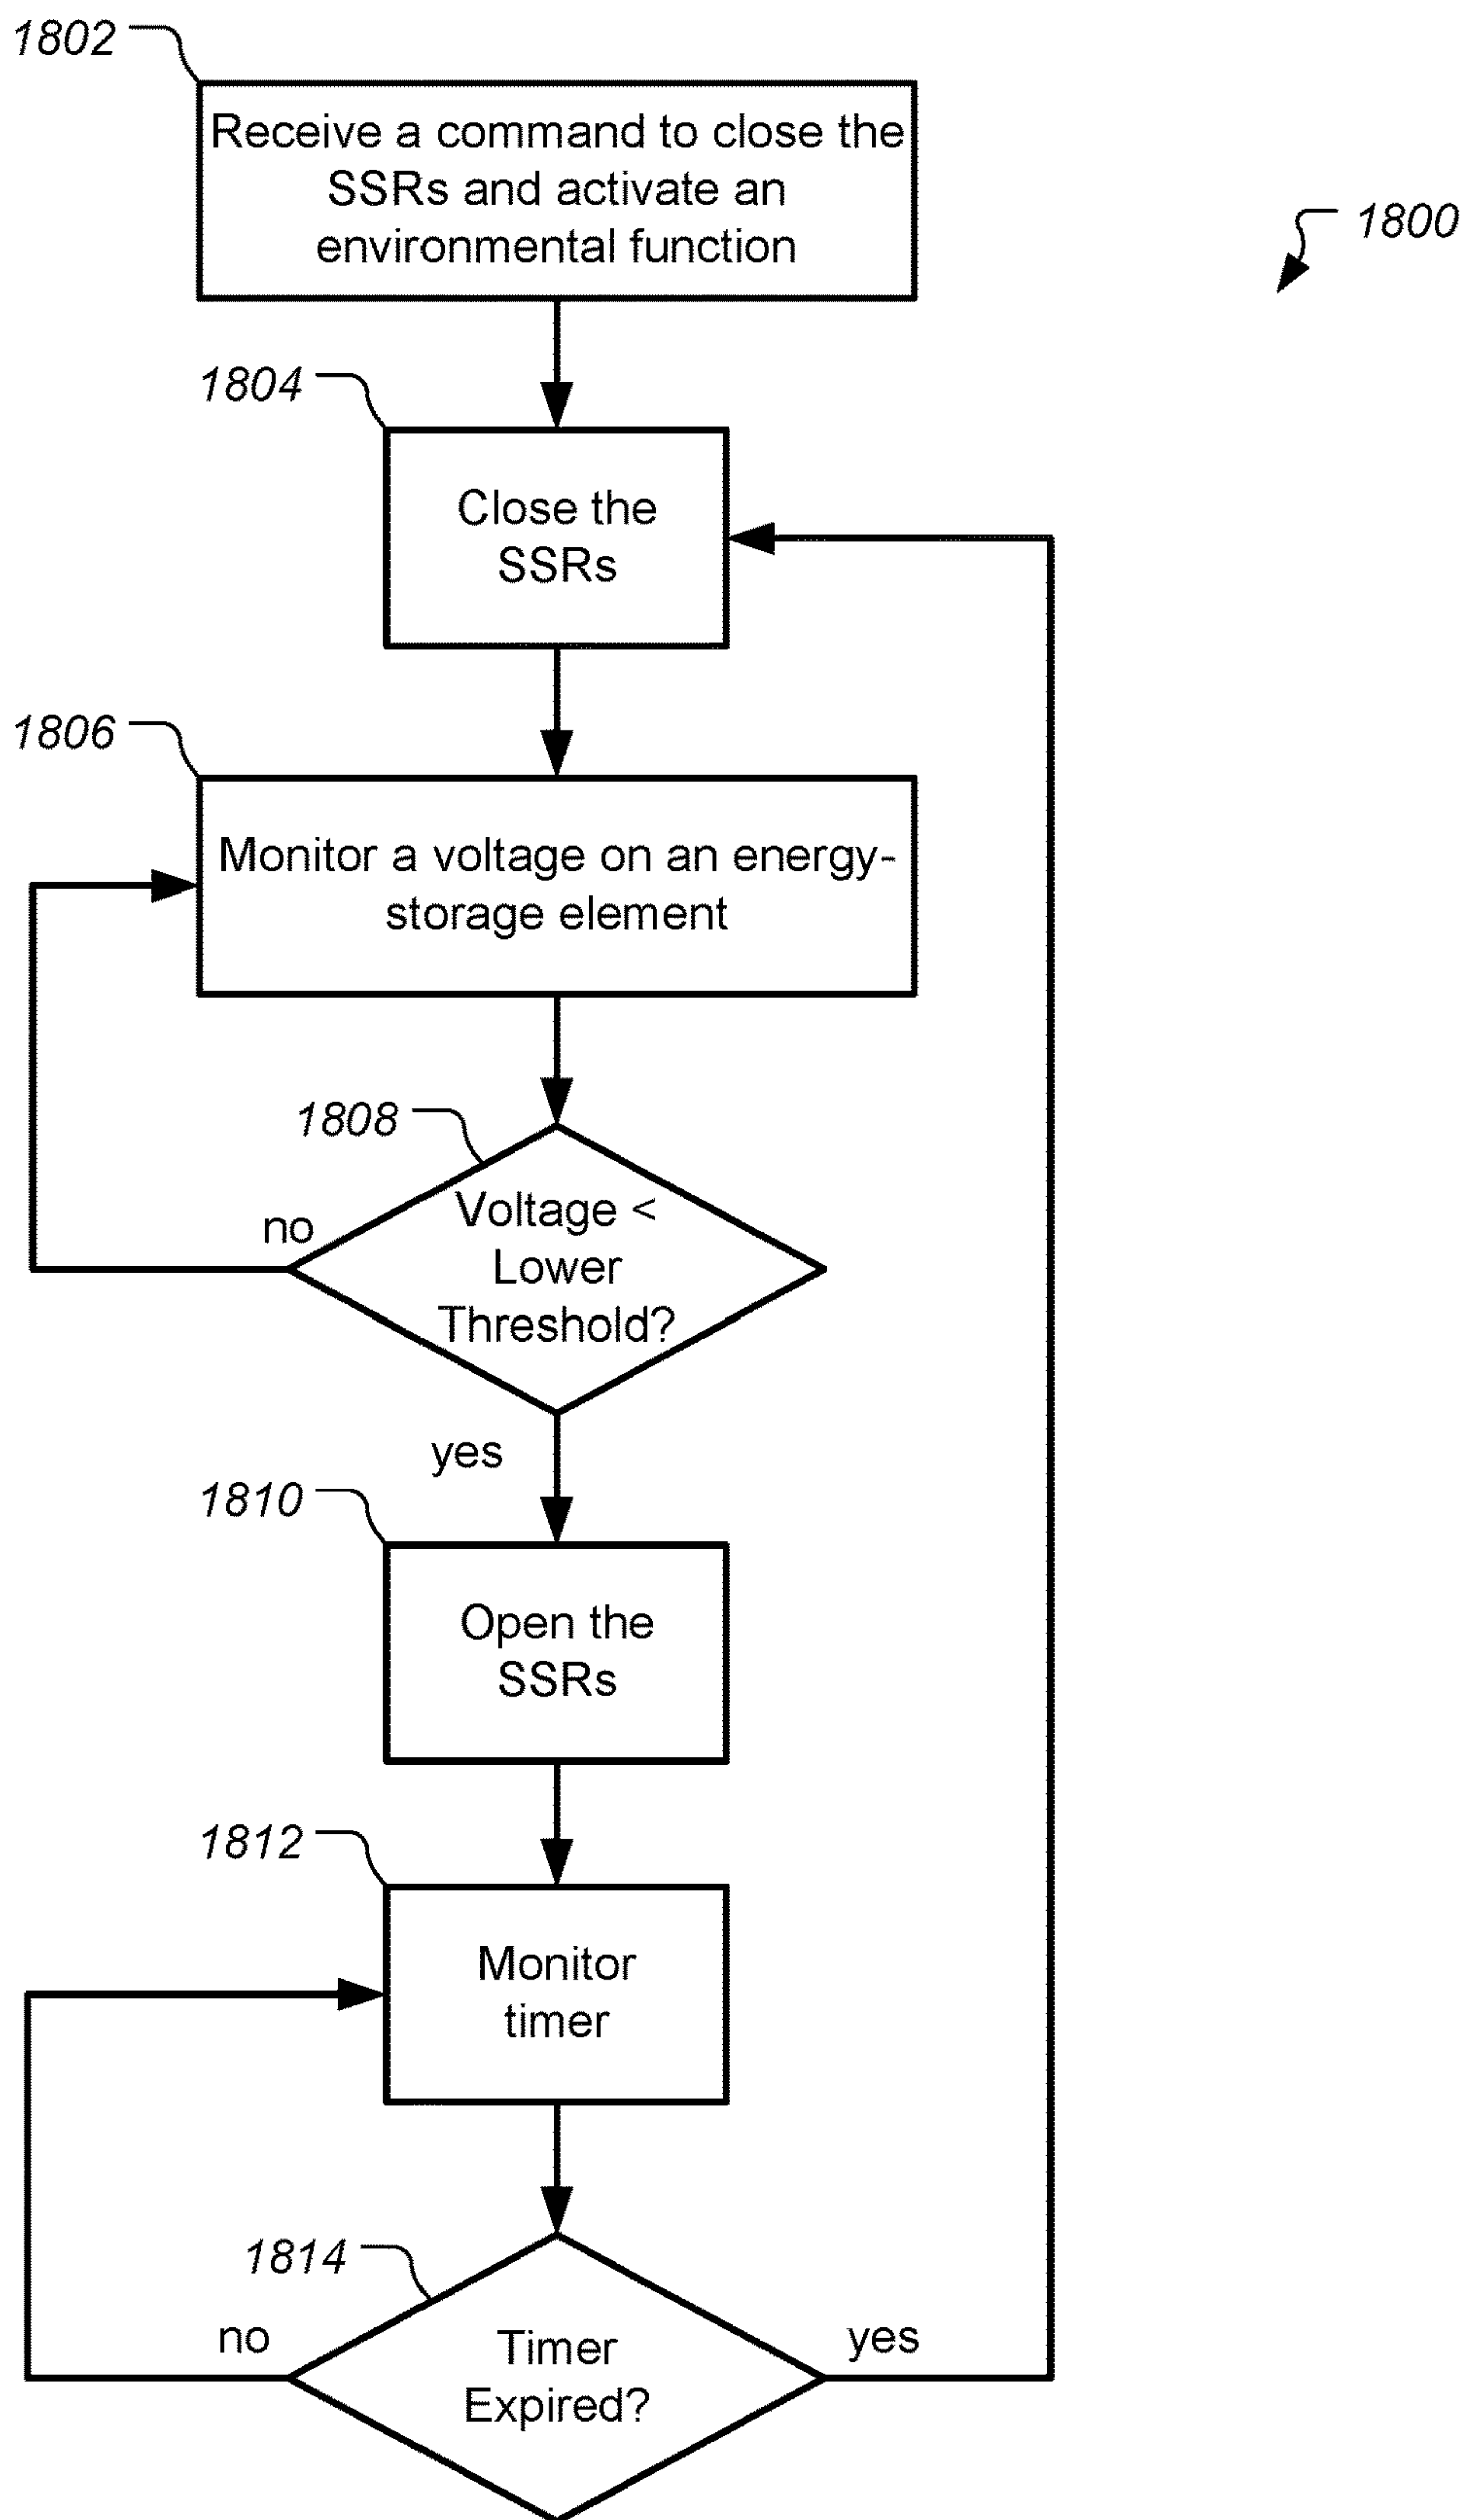 1802
Receive a command to close the
SSRs and activate an
environmental function
1800
1804
Close the
SSRs
1806
Monitor a voltage on an energy-
storage element
1808
Voltage <
Lower
Threshold?
no
yes
1810
Open the
SSRs
1812
Monitor
timer
1814
Timer
Expired?
no
yes